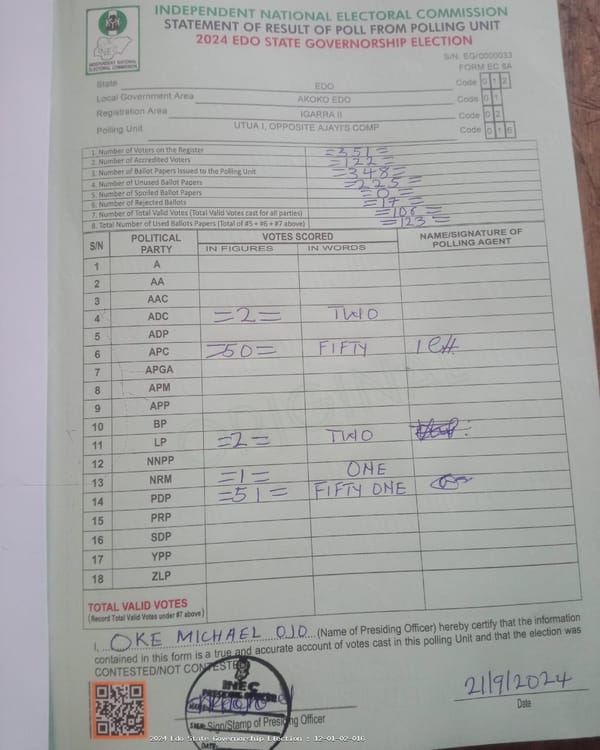 INDEPENDENT NATIONAL ELECTORAL COMMISSION
STATEMENT OF RESULT OF POLL FROM POLLING UNIT
2024 EDO STATE GOVERNORSHIP ELECTION
INEC
INDEPENDENT NATIONAL ELECTORAL COMMISSION
S/N: EG/0000033
FORM EC 8A
State EDO Code 0 1 2
Local Government Area AKOKO EDO Code 0 1
Registration Area IGARRA II Code 0 2
Polling Unit UTUA I, OPPOSITE AJAYI'S COMP Code 0 1 6
1. Number of Voters on the Register =351=
2. Number of Accredited Voters =122=
3. Number of Ballot Papers Issued to the Polling Unit =348=
4. Number of Unused Ballot Papers =225=
5. Number of Spoiled Ballot Papers =0=
6. Number of Rejected Ballots =17=
7. Number of Total Valid Votes (Total Valid Votes cast for all parties) =106=
8. Total Number of Used Ballots Papers (Total of #5 + #6 + #7 above) =123=
S/N POLITICAL PARTY VOTES SCORED NAME/SIGNATURE OF POLLING AGENT
IN FIGURES IN WORDS
1 A
2 AA
3 AAC
4 ADC =2= TWO
5 ADP
6 APC =50= FIFTY
7 APGA
8 APM
9 APP
10 BP
11 LP =2= TWO
12 NNPP
13 NRM =1= ONE
14 PDP =51= FIFTY ONE
15 PRP
16 SDP
17 YPP
18 ZLP
TOTAL VALID VOTES
(Record Total Valid Votes under #7 above)
I, OKE MICHAEL OJO (Name of Presiding Officer) hereby certify that the information
contained in this form is a true and accurate account of votes cast in this polling Unit and that the election was
CONTESTED/NOT CONTESTED
INEC
PRESIDING OFFICER
Sign/Stamp of Presiding Officer
DATE
21/9/2024
Date
2024 Edo State Governorship Election : 12-01-02-016